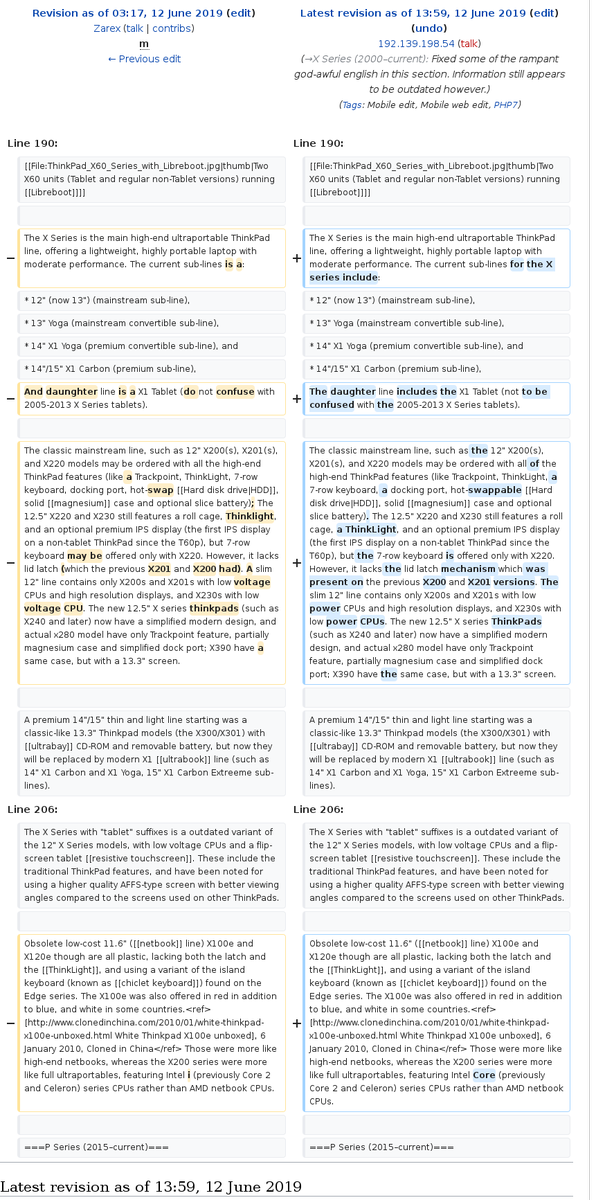 Revision as of 03:17, 12 June 2019 (edit)
Zarex (talk | contribs)
m
← Previous edit
Latest revision as of 13:59, 12 June 2019 (edit)
(undo)
192.139.198.54 (talk)
(→X Series (2000–current): Fixed some of the rampant
god-awful english in this section. Information still appears
to be outdated however.)
(Tags: Mobile edit, Mobile web edit, PHP7)
Line 190:
Line 190:
[[File:ThinkPad_X60_Series_with_Libreboot.jpg|thumb|Two
X60 units (Tablet and regular non-Tablet versions) running
[[Libreboot]]]]
[[File:ThinkPad_X60_Series_with_Libreboot.jpg|thumb|Two
X60 units (Tablet and regular non-Tablet versions) running
[[Libreboot]]]]
−
The X Series is the main high-end ultraportable ThinkPad
line, offering a lightweight, highly portable laptop with
moderate performance. The current sub-lines is a:
+
The X Series is the main high-end ultraportable ThinkPad
line, offering a lightweight, highly portable laptop with
moderate performance. The current sub-lines for the X
series include:
* 12" (now 13") (mainstream sub-line),
* 12" (now 13") (mainstream sub-line),
* 13" Yoga (mainstream convertible sub-line),
* 13" Yoga (mainstream convertible sub-line),
* 14" X1 Yoga (premium convertible sub-line), and
* 14" X1 Yoga (premium convertible sub-line), and
* 14"/15" X1 Carbon (premium sub-line),
* 14"/15" X1 Carbon (premium sub-line),
−
And daunghter line is a X1 Tablet (do not confuse with
2005-2013 X Series tablets).
+
The daughter line includes the X1 Tablet (not to be
confused with the 2005-2013 X Series tablets).
−
The classic mainstream line, such as 12" X200(s), X201(s),
and X220 models may be ordered with all the high-end
ThinkPad features (like a Trackpoint, ThinkLight, 7-row
keyboard, docking port, hot-swap [[Hard disk drive|HDD]],
solid [[magnesium]] case and optional slice battery); The
12.5" X220 and X230 still features a roll cage, Thinklight,
and an optional premium IPS display (the first IPS display
on a non-tablet ThinkPad since the T60p), but 7-row
keyboard may be offered only with X220. However, it lacks
lid latch (which the previous X201 and X200 had). A slim
12" line contains only X200s and X201s with low voltage
CPUs and high resolution displays, and X230s with low
voltage CPU. The new 12.5" X series thinkpads (such as
X240 and later) now have a simplified modern design, and
actual x280 model have only Trackpoint feature, partially
magnesium case and simplified dock port; X390 have a
same case, but with a 13.3" screen.
+
The classic mainstream line, such as the 12" X200(s),
X201(s), and X220 models may be ordered with all of the
high-end ThinkPad features (like Trackpoint, ThinkLight, a
7-row keyboard, a docking port, hot-swappable [[Hard disk
drive|HDD]], solid [[magnesium]] case and optional slice
battery). The 12.5" X220 and X230 still features a roll
cage, a ThinkLight, and an optional premium IPS display
(the first IPS display on a non-tablet ThinkPad since the
T60p), but the 7-row keyboard is offered only with X220.
However, it lacks the lid latch mechanism which was
present on the previous X200 and X201 versions. The
slim 12" line contains only X200s and X201s with low
power CPUs and high resolution displays, and X230s with
low power CPUs. The new 12.5" X series ThinkPads
(such as X240 and later) now have a simplified modern
design, and actual x280 model have only Trackpoint
feature, partially magnesium case and simplified dock
port; X390 have the same case, but with a 13.3" screen.
A premium 14"/15" thin and light line starting was a
classic-like 13.3" Thinkpad models (the X300/X301) with
[[ultrabay]] CD-ROM and removable battery, but now they
will be replaced by modern X1 [[ultrabook]] line (such as
14" X1 Carbon and X1 Yoga, 15" X1 Carbon Extreeme sub-
lines).
A premium 14"/15" thin and light line starting was a
classic-like 13.3" Thinkpad models (the X300/X301) with
[[ultrabay]] CD-ROM and removable battery, but now they
will be replaced by modern X1 [[ultrabook]] line (such as
14" X1 Carbon and X1 Yoga, 15" X1 Carbon Extreeme sub-
lines).
Line 206:
Line 206:
The X Series with "tablet" suffixes is a outdated variant of
the 12" X Series models, with low voltage CPUs and a flip-
screen tablet [[resistive touchscreen]]. These include the
traditional ThinkPad features, and have been noted for
using a higher quality AFFS-type screen with better viewing
angles compared to the screens used on other ThinkPads.
The X Series with "tablet" suffixes is a outdated variant of
the 12" X Series models, with low voltage CPUs and a flip-
screen tablet [[resistive touchscreen]]. These include the
traditional ThinkPad features, and have been noted for
using a higher quality AFFS-type screen with better viewing
angles compared to the screens used on other ThinkPads.
−
Obsolete low-cost 11.6" ([[netbook]] line) X100e and
X120e though are all plastic, lacking both the latch and
the [[ThinkLight]], and using a variant of the island
keyboard (known as [[chiclet keyboard]]) found on the
Edge series. The X100e was also offered in red in addition
to blue, and white in some countries.<ref>
[http://www.clonedinchina.com/2010/01/white-thinkpad-
x100e-unboxed.html White Thinkpad X100e unboxed], 6
January 2010, Cloned in China</ref> Those were more like
high-end netbooks, whereas the X200 series were more
like full ultraportables, featuring Intel i (previously Core 2
and Celeron) series CPUs rather than AMD netbook CPUs.
+
Obsolete low-cost 11.6" ([[netbook]] line) X100e and
X120e though are all plastic, lacking both the latch and
the [[ThinkLight]], and using a variant of the island
keyboard (known as [[chiclet keyboard]]) found on the
Edge series. The X100e was also offered in red in addition
to blue, and white in some countries.<ref>
[http://www.clonedinchina.com/2010/01/white-thinkpad-
x100e-unboxed.html White Thinkpad X100e unboxed], 6
January 2010, Cloned in China</ref> Those were more like
high-end netbooks, whereas the X200 series were more
like full ultraportables, featuring Intel Core (previously
Core 2 and Celeron) series CPUs rather than AMD netbook
CPUs.
===P Series (2015–current)===
===P Series (2015–current)===
Latest revision as of 13:59, 12 June 2019